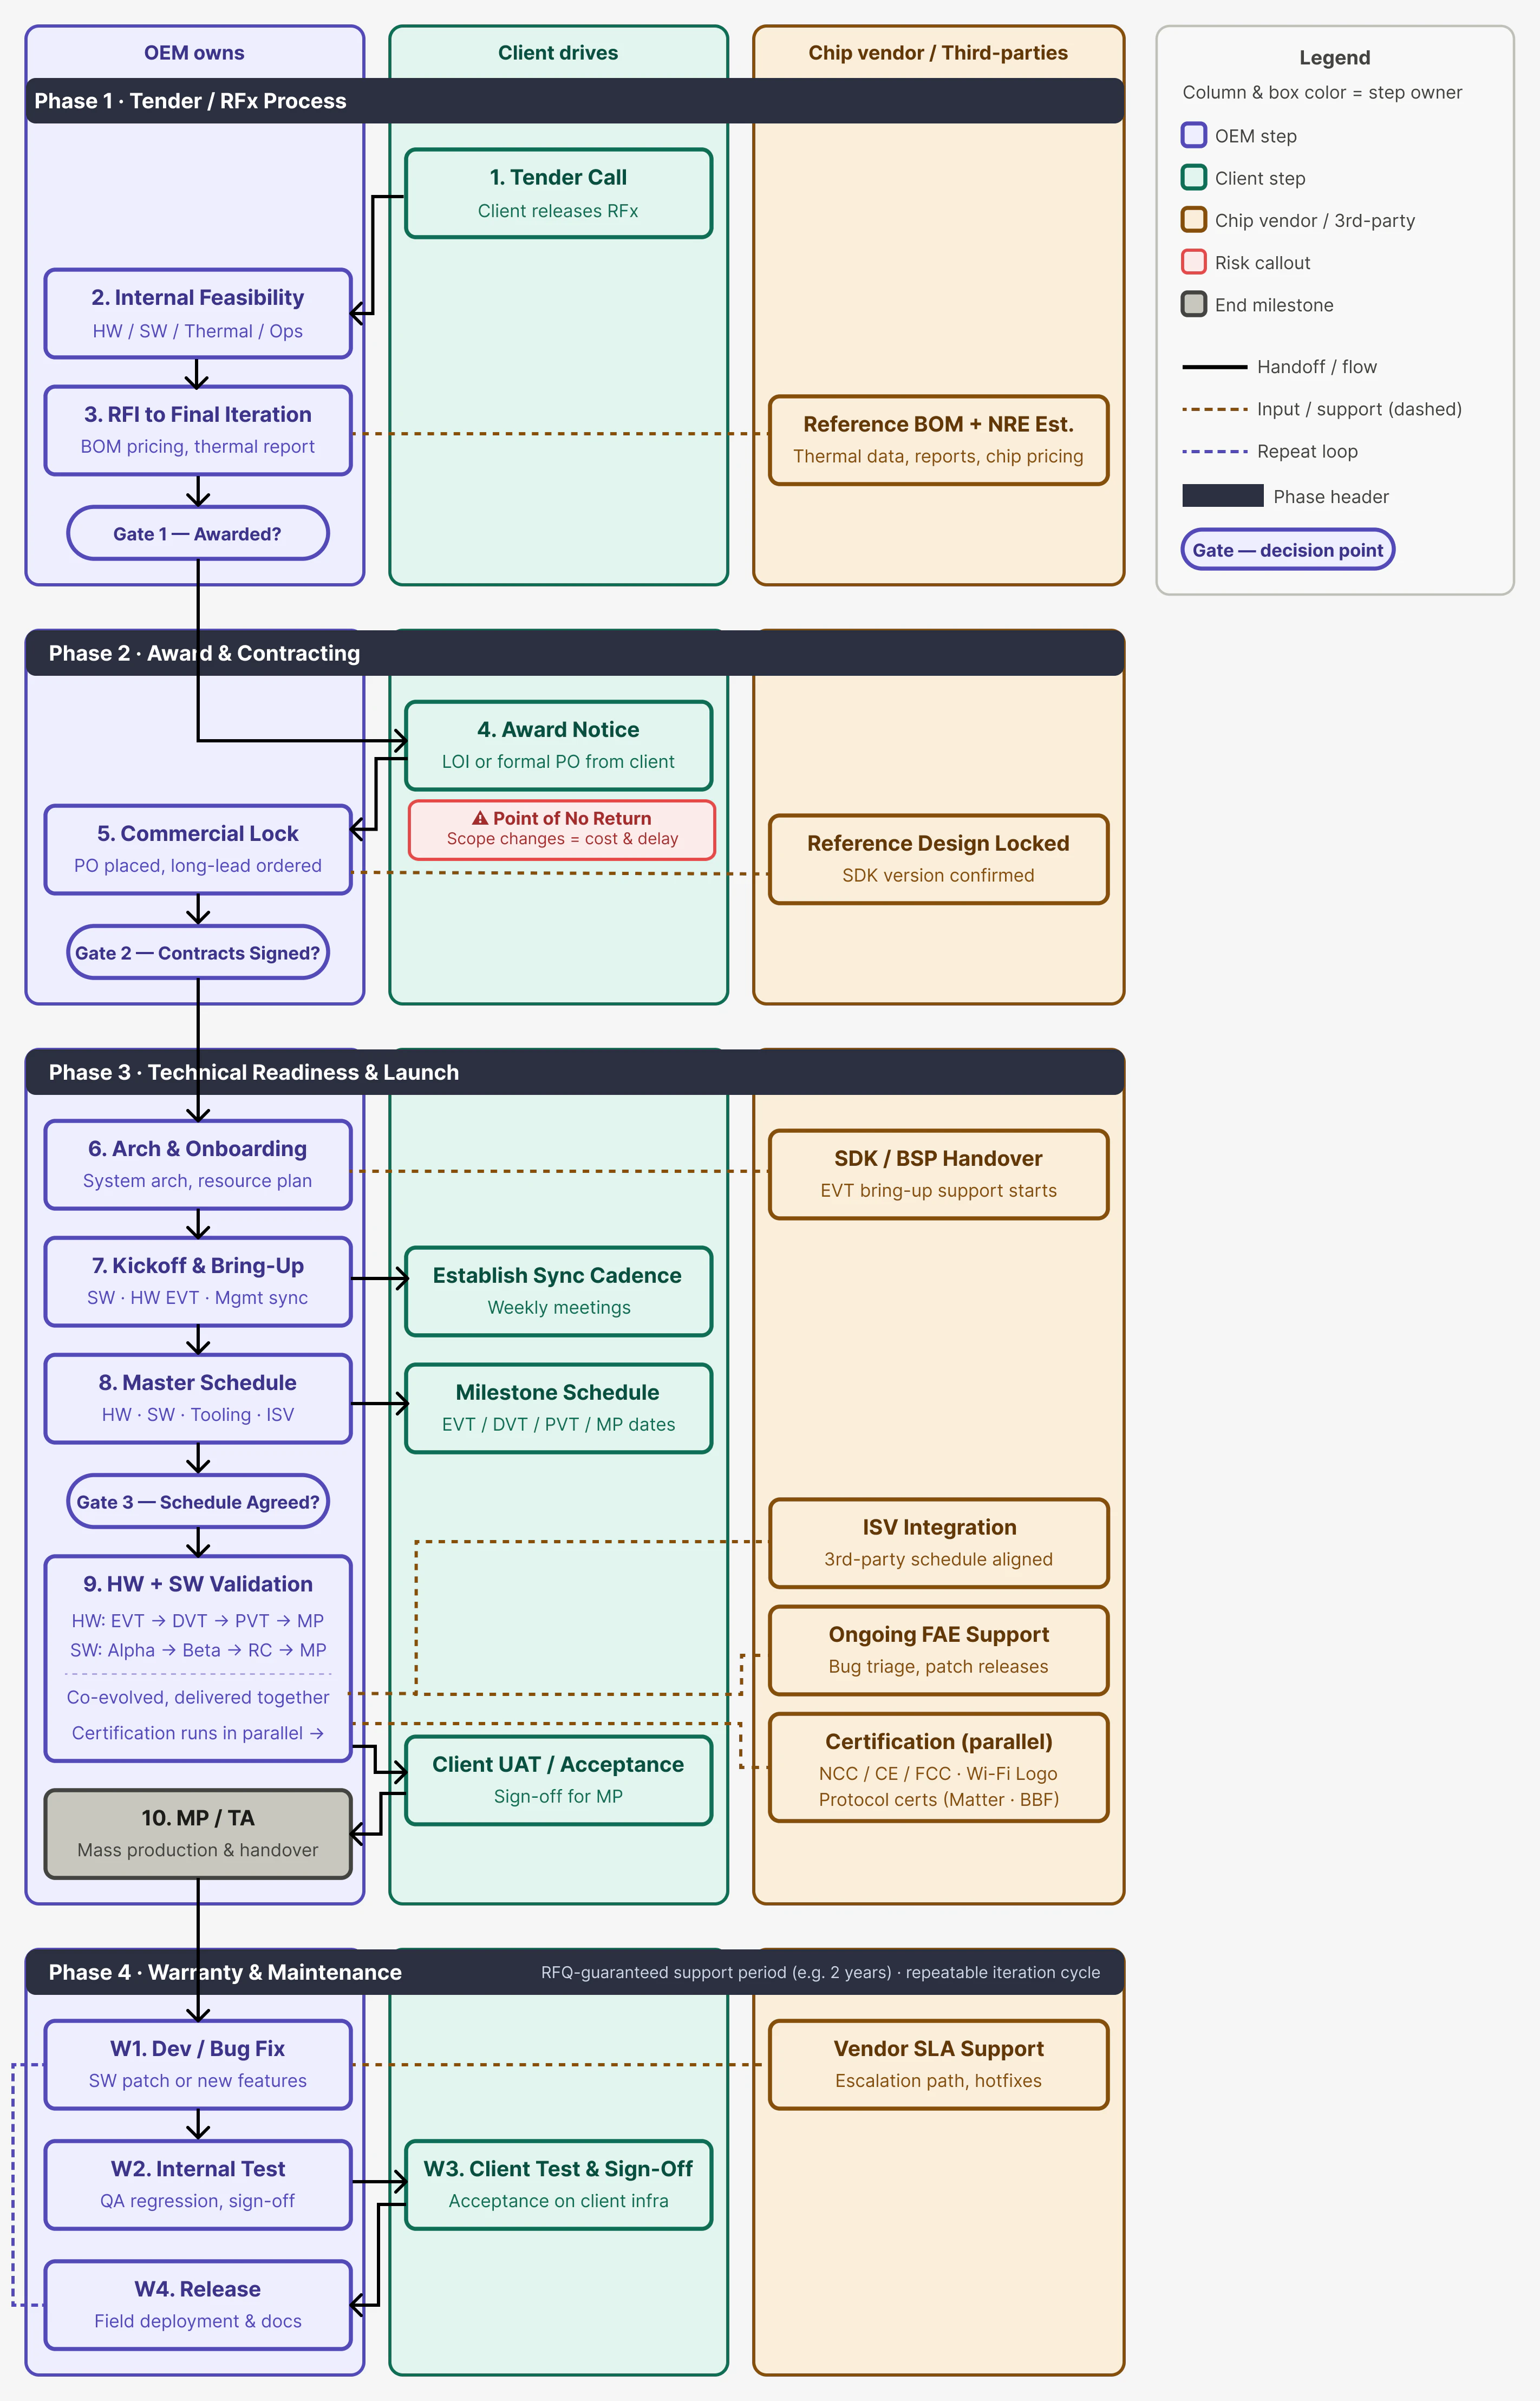 OEM owns
Client drives
Chip vendor / Third-parties
Phase 1 · Tender / RFx Process
1. Tender Call
Client releases RFx
2. Internal Feasibility
HW / SW / Thermal / Ops
3. RFI to Final Iteration
BOM pricing, thermal report
Reference BOM + NRE Est.
Thermal data, reports, chip pricing
Gate 1 — Awarded?
Legend
Column & box color = step owner
OEM step
Client step
Chip vendor / 3rd-party
Risk callout
End milestone
Handoff / flow
Input / support (dashed)
Repeat loop
Phase header
Gate — decision point
Phase 2 · Award & Contracting
4. Award Notice
LOI or formal PO from client
⚠ Point of No Return
Scope changes = cost & delay
5. Commercial Lock
PO placed, long-lead ordered
Reference Design Locked
SDK version confirmed
Gate 2 — Contracts Signed?
Phase 3 · Technical Readiness & Launch
6. Arch & Onboarding
System arch, resource plan
SDK / BSP Handover
EVT bring-up support starts
7. Kickoff & Bring-Up
SW · HW EVT · Mgmt sync
Establish Sync Cadence
Weekly meetings
8. Master Schedule
HW · SW · Tooling · ISV
Milestone Schedule
EVT / DVT / PVT / MP dates
Gate 3 — Schedule Agreed?
ISV Integration
3rd-party schedule aligned
9. HW + SW Validation
HW: EVT → DVT → PVT → MP
SW: Alpha → Beta → RC → MP
Co-evolved, delivered together
Certification runs in parallel →
Ongoing FAE Support
Bug triage, patch releases
Certification (parallel)
NCC / CE / FCC · Wi-Fi Logo
Protocol certs (Matter · BBF)
Client UAT / Acceptance
Sign-off for MP
10. MP / TA
Mass production & handover
Phase 4 · Warranty & Maintenance
RFQ-guaranteed support period (e.g. 2 years) · repeatable iteration cycle
W1. Dev / Bug Fix
SW patch or new features
Vendor SLA Support
Escalation path, hotfixes
W2. Internal Test
QA regression, sign-off
W3. Client Test & Sign-Off
Acceptance on client infra
W4. Release
Field deployment & docs